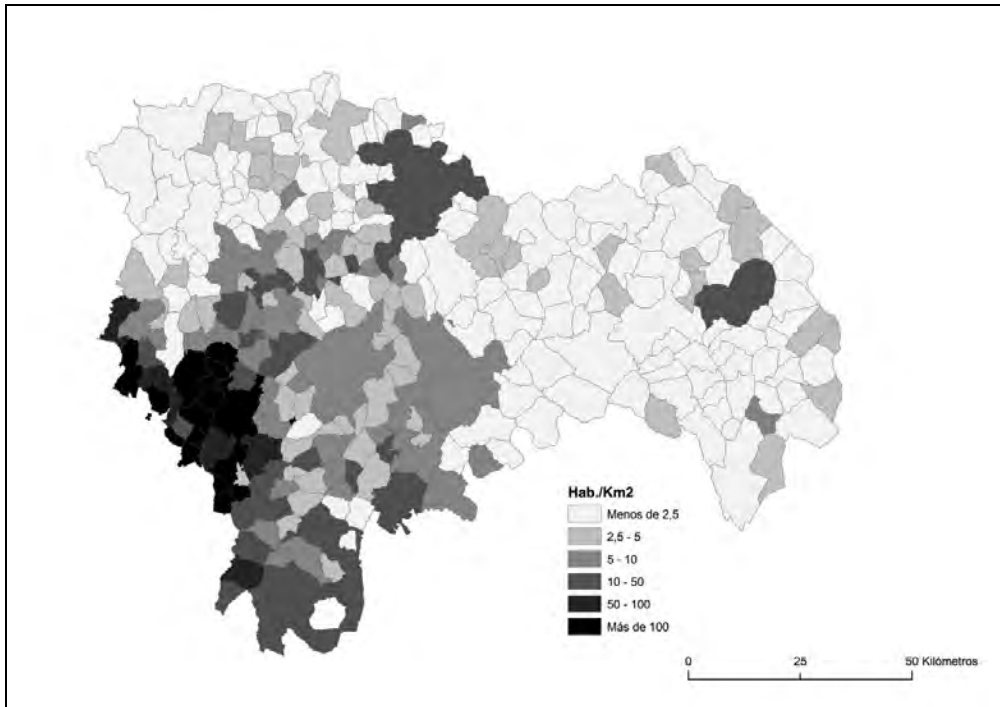 Hab./Km2
Menos de 2,5
2,5 - 5
5 - 10
10 - 50
50 - 100
Más de 100
0 25 50 Kilómetros